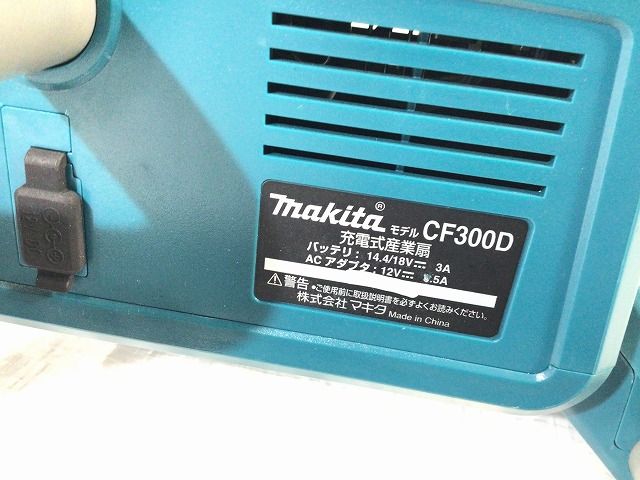 makita® モデル CF300D
充電式産業扇
バッテリ : 14.4/18V⎓ 3A
AC アダプタ : 12V⎓ .5A
⚠警告 •ご使用前に取扱説明書を必ずよくお読みください。
株式会社 マキタ Made in China